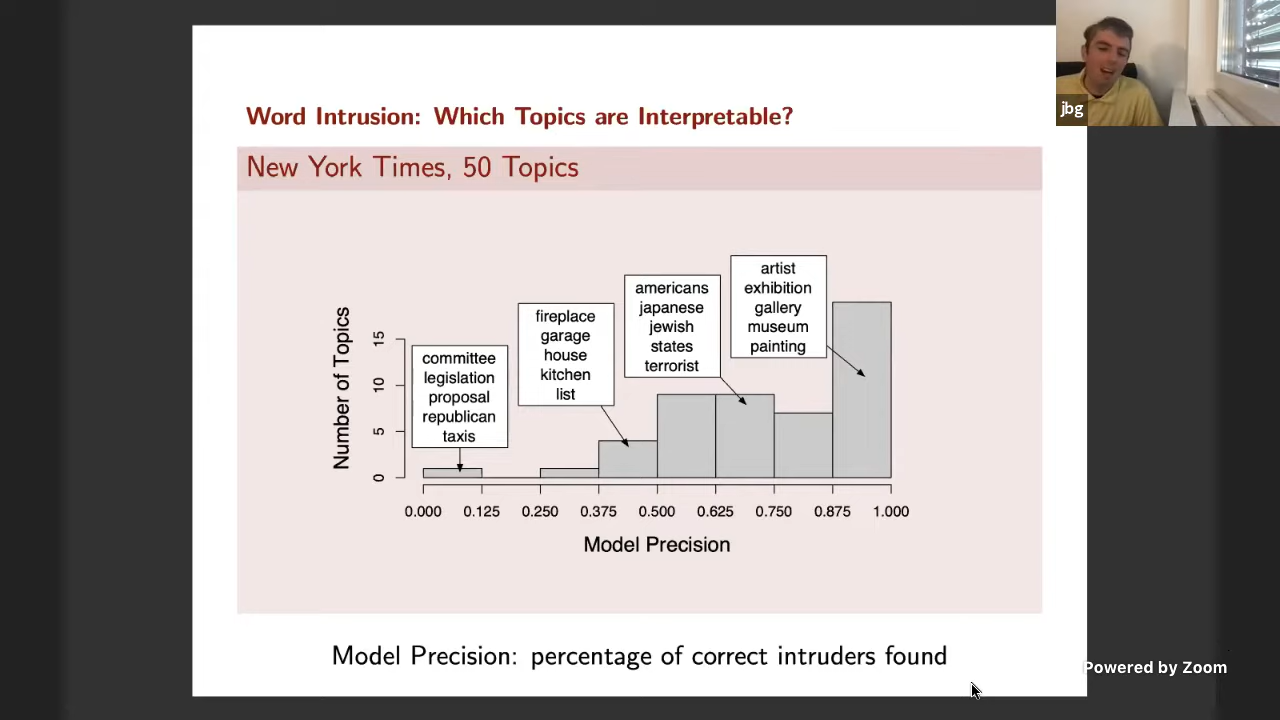 jbg
Word Intrusion: Which Topics are Interpretable?
New York Times, 50 Topics
Number of Topics
15
10
5
0
committee
legislation
proposal
republican
taxis
fireplace
garage
house
kitchen
list
americans
japanese
jewish
states
terrorist
artist
exhibition
gallery
museum
painting
0.000 0.125 0.250 0.375 0.500 0.625 0.750 0.875 1.000
Model Precision
Model Precision: percentage of correct intruders found
Powered by Zoom